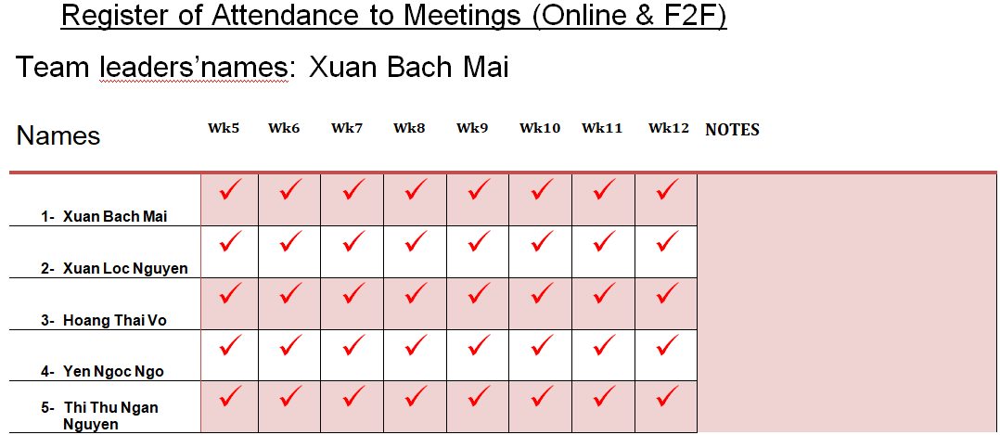 Register of Attendance to Meetings (Online & F2F)
Team leaders’names: Xuan Bach Mai
Names Wk5 Wk6 Wk7 Wk8 Wk9 Wk10 Wk11 Wk12 NOTES
1- Xuan Bach Mai ✓ ✓ ✓ ✓ ✓ ✓ ✓ ✓
2- Xuan Loc Nguyen ✓ ✓ ✓ ✓ ✓ ✓ ✓ ✓
3- Hoang Thai Vo ✓ ✓ ✓ ✓ ✓ ✓ ✓ ✓
4- Yen Ngoc Ngo ✓ ✓ ✓ ✓ ✓ ✓ ✓ ✓
5- Thi Thu Ngan ✓ ✓ ✓ ✓ ✓ ✓ ✓ ✓
Nguyen